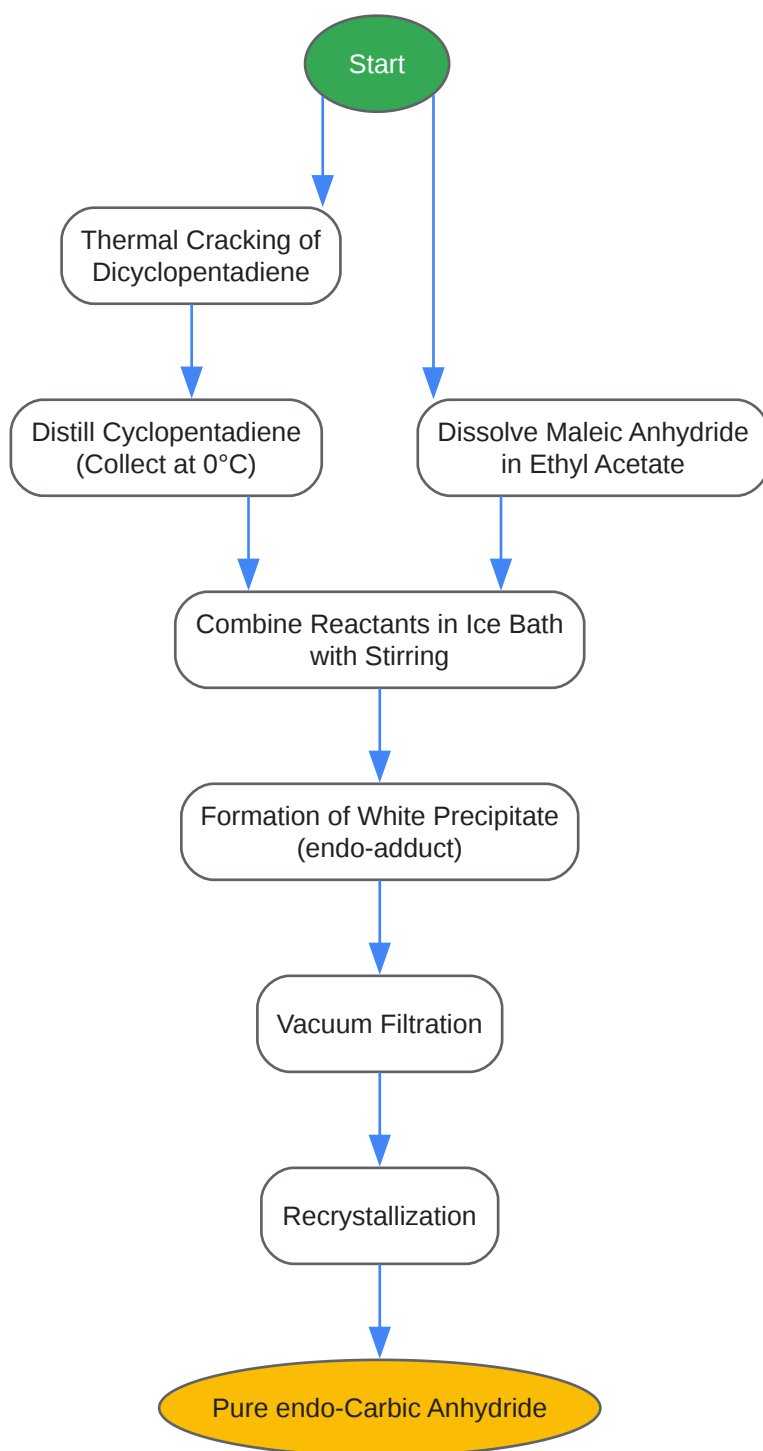 Start
Thermal Cracking of
Dicyclopentadiene
Distill Cyclopentadiene
(Collect at 0°C)
Dissolve Maleic Anhydride
in Ethyl Acetate
Combine Reactants in Ice Bath
with Stirring
Formation of White Precipitate
(endo-adduct)
Vacuum Filtration
Recrystallization
Pure endo-Carbic Anhydride